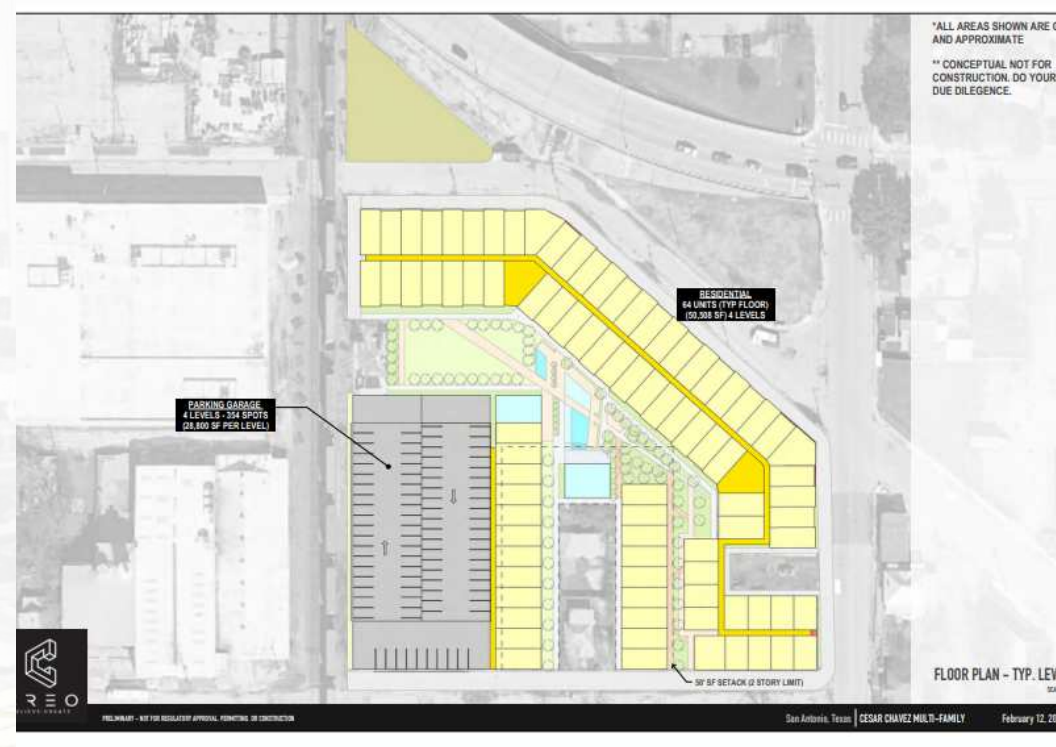 *ALL AREAS SHOWN ARE
AND APPROXIMATE
** CONCEPTUAL NOT FOR
CONSTRUCTION. DO YOUR
DUE DILEGENCE.
RESIDENTIAL
64 UNITS (TYP FLOOR)
(50,508 SF) 4 LEVELS
PARKING GARAGE
4 LEVELS - 354 SPOTS
(28,800 SF PER LEVEL)
50' SF SETACK (2 STORY LIMIT)
FLOOR PLAN - TYP.
PRELIMINARY - NOT FOR REGULATORY APPROVAL, PERMITTING, OR CONSTRUCTION
San Antonio, Texas CESAR CHAVEZ MULTI-FAMILY February 12,